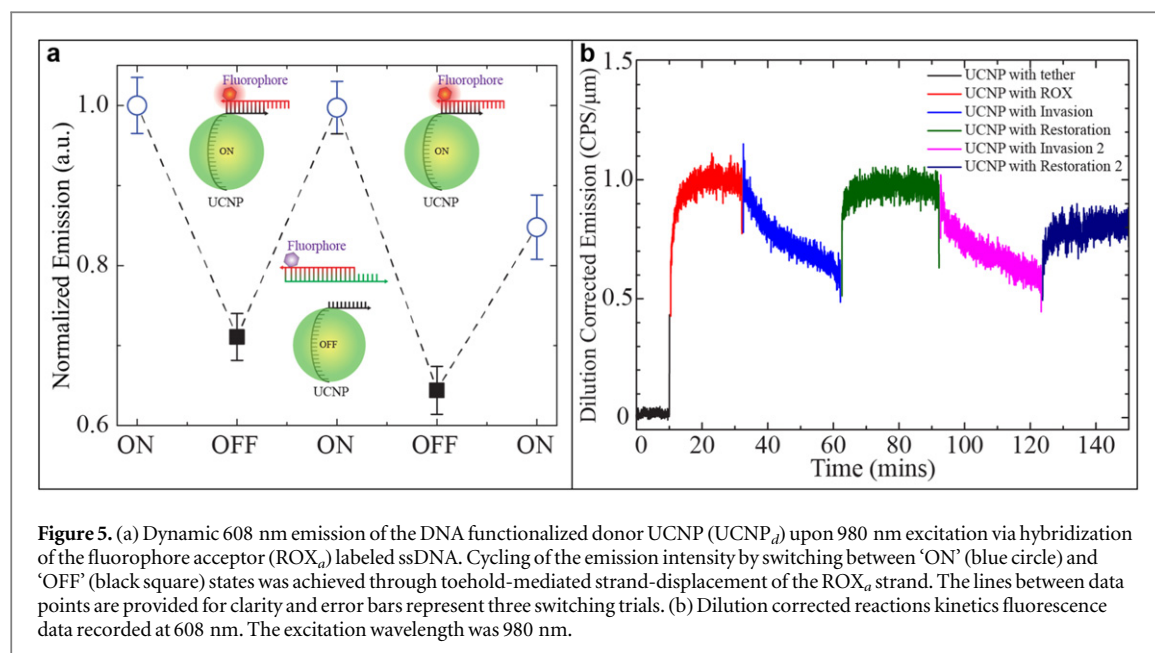 a
Normalized Emission (a.u.)
1.0
0.8
0.6
ON
OFF
ON
OFF
ON
Fluorophore
ON
UCNP
Fluorophore
ON
UCNP
Fluorphore
OFF
UCNP
b
Dilution Corrected Emission (CPS/µm)
1.5
1.0
0.5
0
0
20
40
60
80
100
120
140
Time (mins)
UCNP with tether
UCNP with ROX
UCNP with Invasion
UCNP with Restoration
UCNP with Invasion 2
UCNP with Restoration 2
Figure 5. (a) Dynamic 608 nm emission of the DNA functionalized donor UCNP (UCNPd) upon 980 nm excitation via hybridization
of the fluorophore acceptor (ROXa) labeled ssDNA. Cycling of the emission intensity by switching between ‘ON’ (blue circle) and
‘OFF’ (black square) states was achieved through toehold-mediated strand-displacement of the ROXa strand. The lines between data
points are provided for clarity and error bars represent three switching trials. (b) Dilution corrected reactions kinetics fluorescence
data recorded at 608 nm. The excitation wavelength was 980 nm.